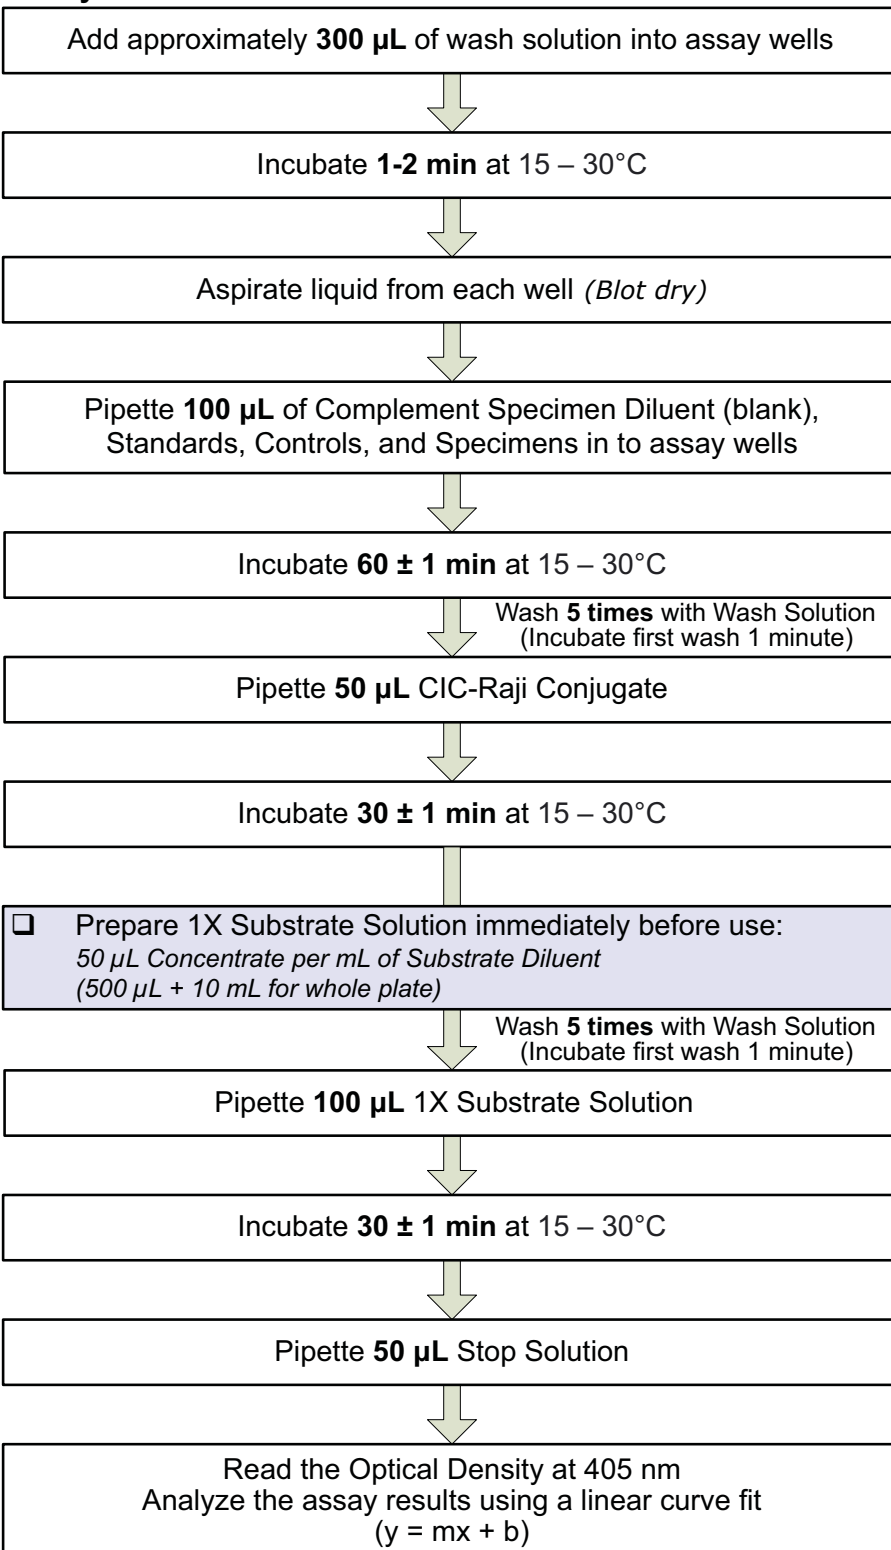 Add approximately 300 µL of wash solution into assay wells
Incubate 1-2 min at 15 – 30°C
Aspirate liquid from each well (Blot dry)
Pipette 100 µL of Complement Specimen Diluent (blank),
Standards, Controls, and Specimens in to assay wells
Incubate 60 ± 1 min at 15 – 30°C
Wash 5 times with Wash Solution
(Incubate first wash 1 minute)
Pipette 50 µL CIC-Raji Conjugate
Incubate 30 ± 1 min at 15 – 30°C
❑ Prepare 1X Substrate Solution immediately before use:
50 µL Concentrate per mL of Substrate Diluent
(500 µL + 10 mL for whole plate)
Wash 5 times with Wash Solution
(Incubate first wash 1 minute)
Pipette 100 µL 1X Substrate Solution
Incubate 30 ± 1 min at 15 – 30°C
Pipette 50 µL Stop Solution
Read the Optical Density at 405 nm
Analyze the assay results using a linear curve fit
(y = mx + b)